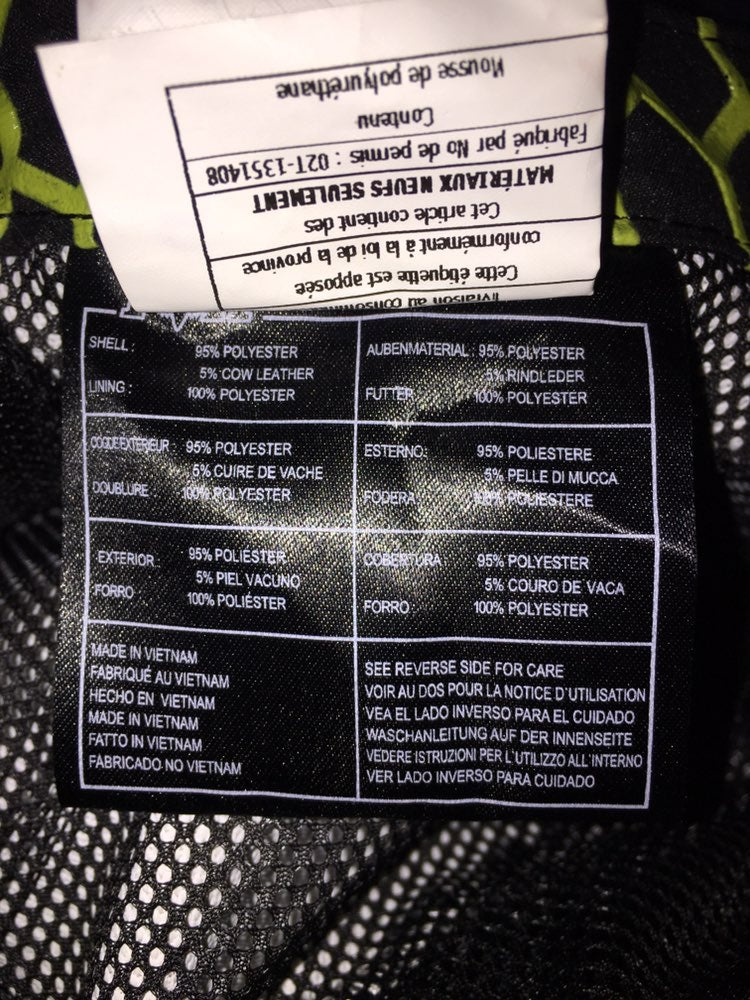 livraison au consomm
Cette étiquette est apposée
conformément à la loi de la province
Cet article contient des
MATÉRIAUX NEUFS SEULEMENT
Fabriqué par No de permis : 02T-1351408
Contenu
Mousse de polyuréthane
SHELL : 95% POLYESTER
5% COW LEATHER
LINING : 100% POLYESTER
AUBENMATERIAL : 95% POLYESTER
5% RINDLEDER
FUTTER 100% POLYESTER
COQUE EXTERIEUR : 95% POLYESTER
5% CUIRE DE VACHE
DOUBLURE : 100% POLYESTER
ESTERNO: 95% POLIESTERE
5% PELLE DI MUCCA
FODERA: 100% POLIESTERE
EXTERIOR : 95% POLIESTER
5% PIEL VACUNO
FORRO 100% POLIÉSTER
COBERTURA 95% POLYESTER
5% COURO DE VACA
FORRO : 100% POLYESTER
MADE IN VIETNAM
FABRIQUÉ AU VIETNAM
HECHO EN VIETNAM
MADE IN VIETNAM
FATTO IN VIETNAM
FABRICADO NO VIETNAM
SEE REVERSE SIDE FOR CARE
VOIR AU DOS POUR LA NOTICE D'UTILISATION
VEA EL LADO INVERSO PARA EL CUIDADO
WASCHANLEITUNG AUF DER INNENSEITE
VEDERE ISTRUZIONI PER L'UTILIZZO ALL'INTERNO
VER LADO INVERSO PARA CUIDADO